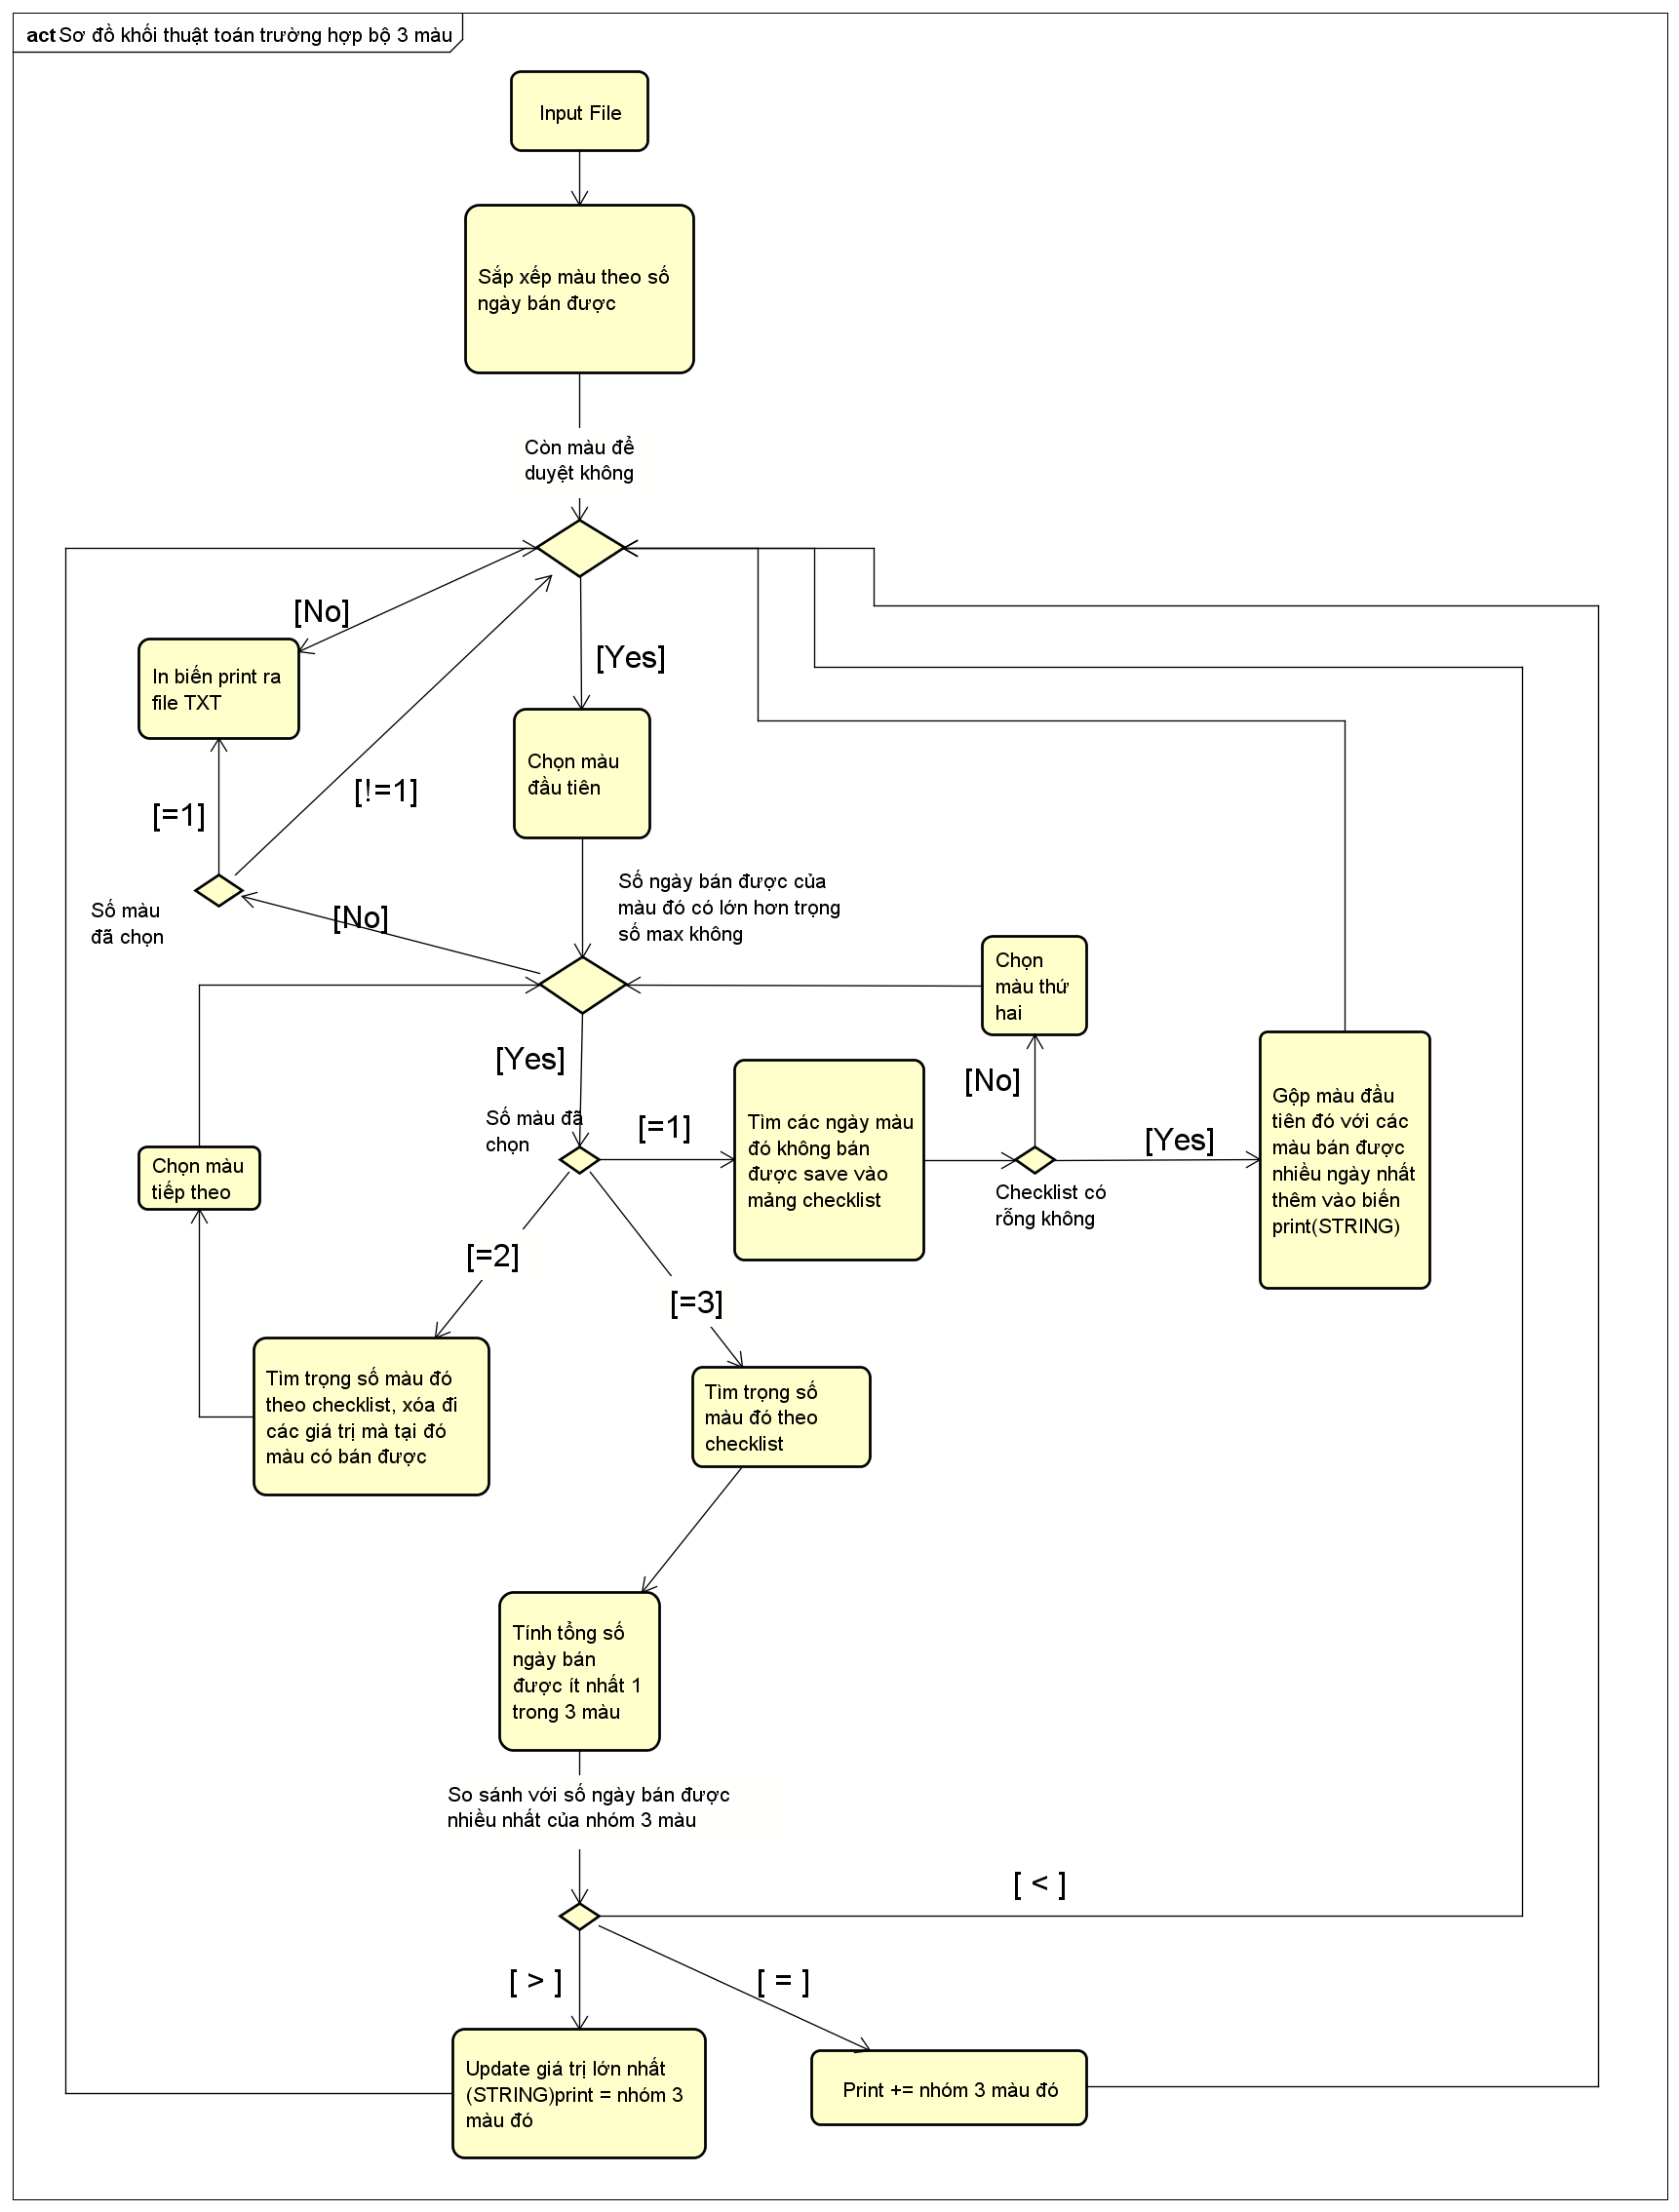 act Sơ đồ khối thuật toán trường hợp bộ 3 màu
Input File
Sắp xếp màu theo số
ngày bán được
Còn màu để
duyệt không
[No]
[Yes]
In biến print ra
file TXT
Chọn màu
đầu tiên
[!=1]
[=1]
Số màu
đã chọn
[No]
Số ngày bán được của
màu đó có lớn hơn trọng
số max không
Chọn
màu thứ
hai
[Yes]
[No]
Số màu đã
chọn
[=1]
Tìm các ngày màu
đó không bán
được save vào
mảng checklist
Checklist có
rỗng không
[Yes]
Gộp màu đầu
tiên đó với các
màu bán được
nhiều ngày nhất
thêm vào biến
print(STRING)
Chọn màu
tiếp theo
[=2]
[=3]
Tìm trọng số màu đó
theo checklist, xóa đi
các giá trị mà tại đó
màu có bán được
Tìm trọng số
màu đó theo
checklist
Tính tổng số
ngày bán
được ít nhất 1
trong 3 màu
So sánh với số ngày bán được
nhiều nhất của nhóm 3 màu
[ < ]
[ > ]
[ = ]
Update giá trị lớn nhất
(STRING)print = nhóm 3
màu đó
Print += nhóm 3 màu đó